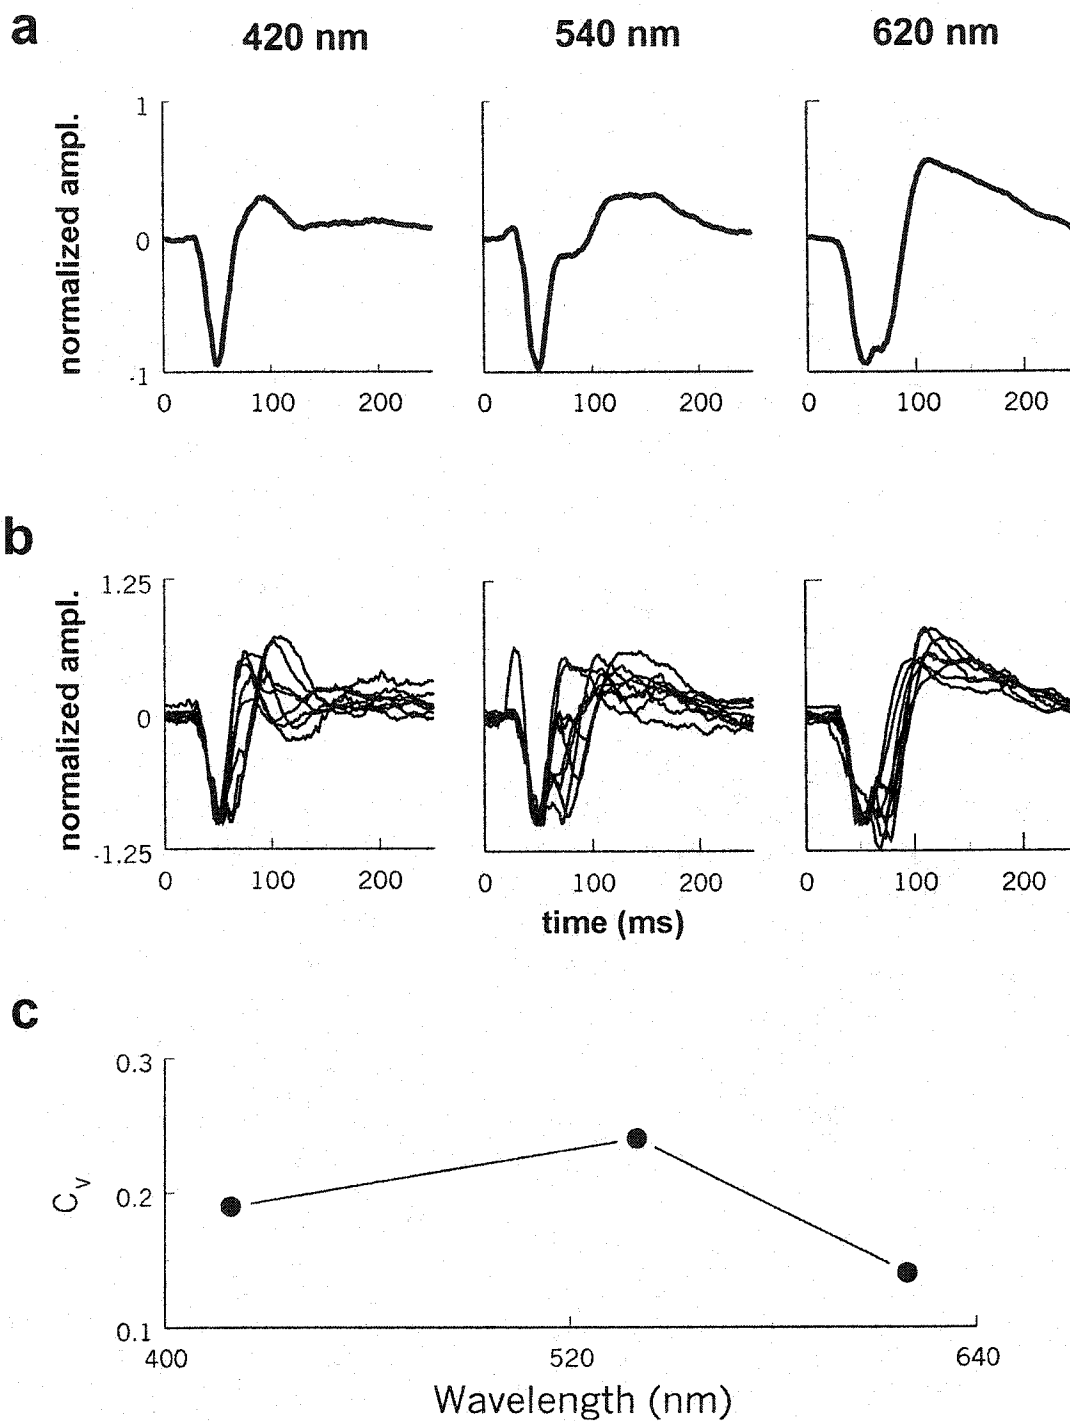 a
420 nm 540 nm 620 nm
normalized ampl.
1
0
-1
0 100 200 0 100 200 0 100 200
b
normalized ampl.
1.25
0
-1.25
0 100 200 0 100 200 0 100 200
time (ms)
c
Cv
0.3
0.2
0.1
400 520 640
Wavelength (nm)